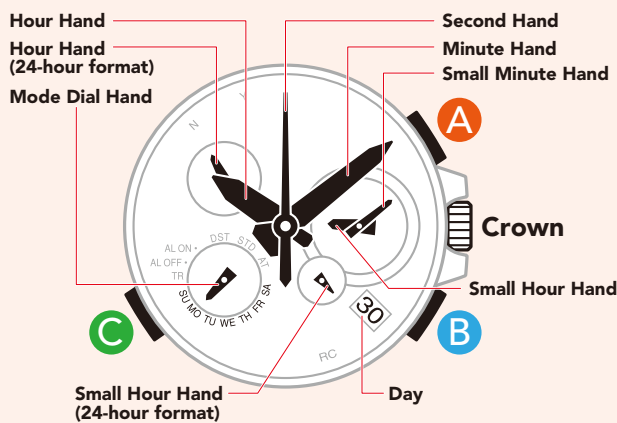 Hour Hand
Hour Hand
(24-hour format)
Mode Dial Hand
Second Hand
Minute Hand
Small Minute Hand
A
N
Y
Crown
DST STD AT
AL ON
AL OFF
TR
SU MO TU WE TH FR SA
Small Hour Hand
30
C
B
RC
Small Hour Hand
(24-hour format)
Day